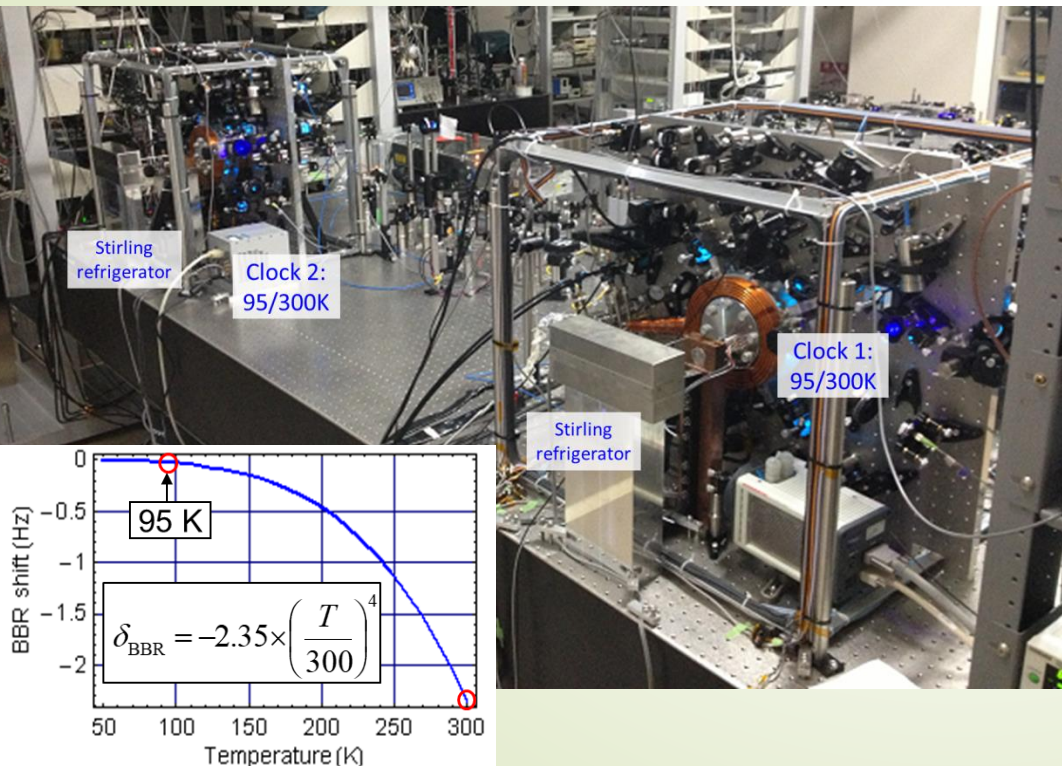 Stirling
refrigerator
Clock 2:
95/300K
Clock 1:
95/300K
Stirling
refrigerator
0
−0.5
−1
−1.5
−2
95 K
δBBR = −2.35×(T/300)^4
BBR shift (Hz)
50 100 150 200 250 300
Temperature (K)